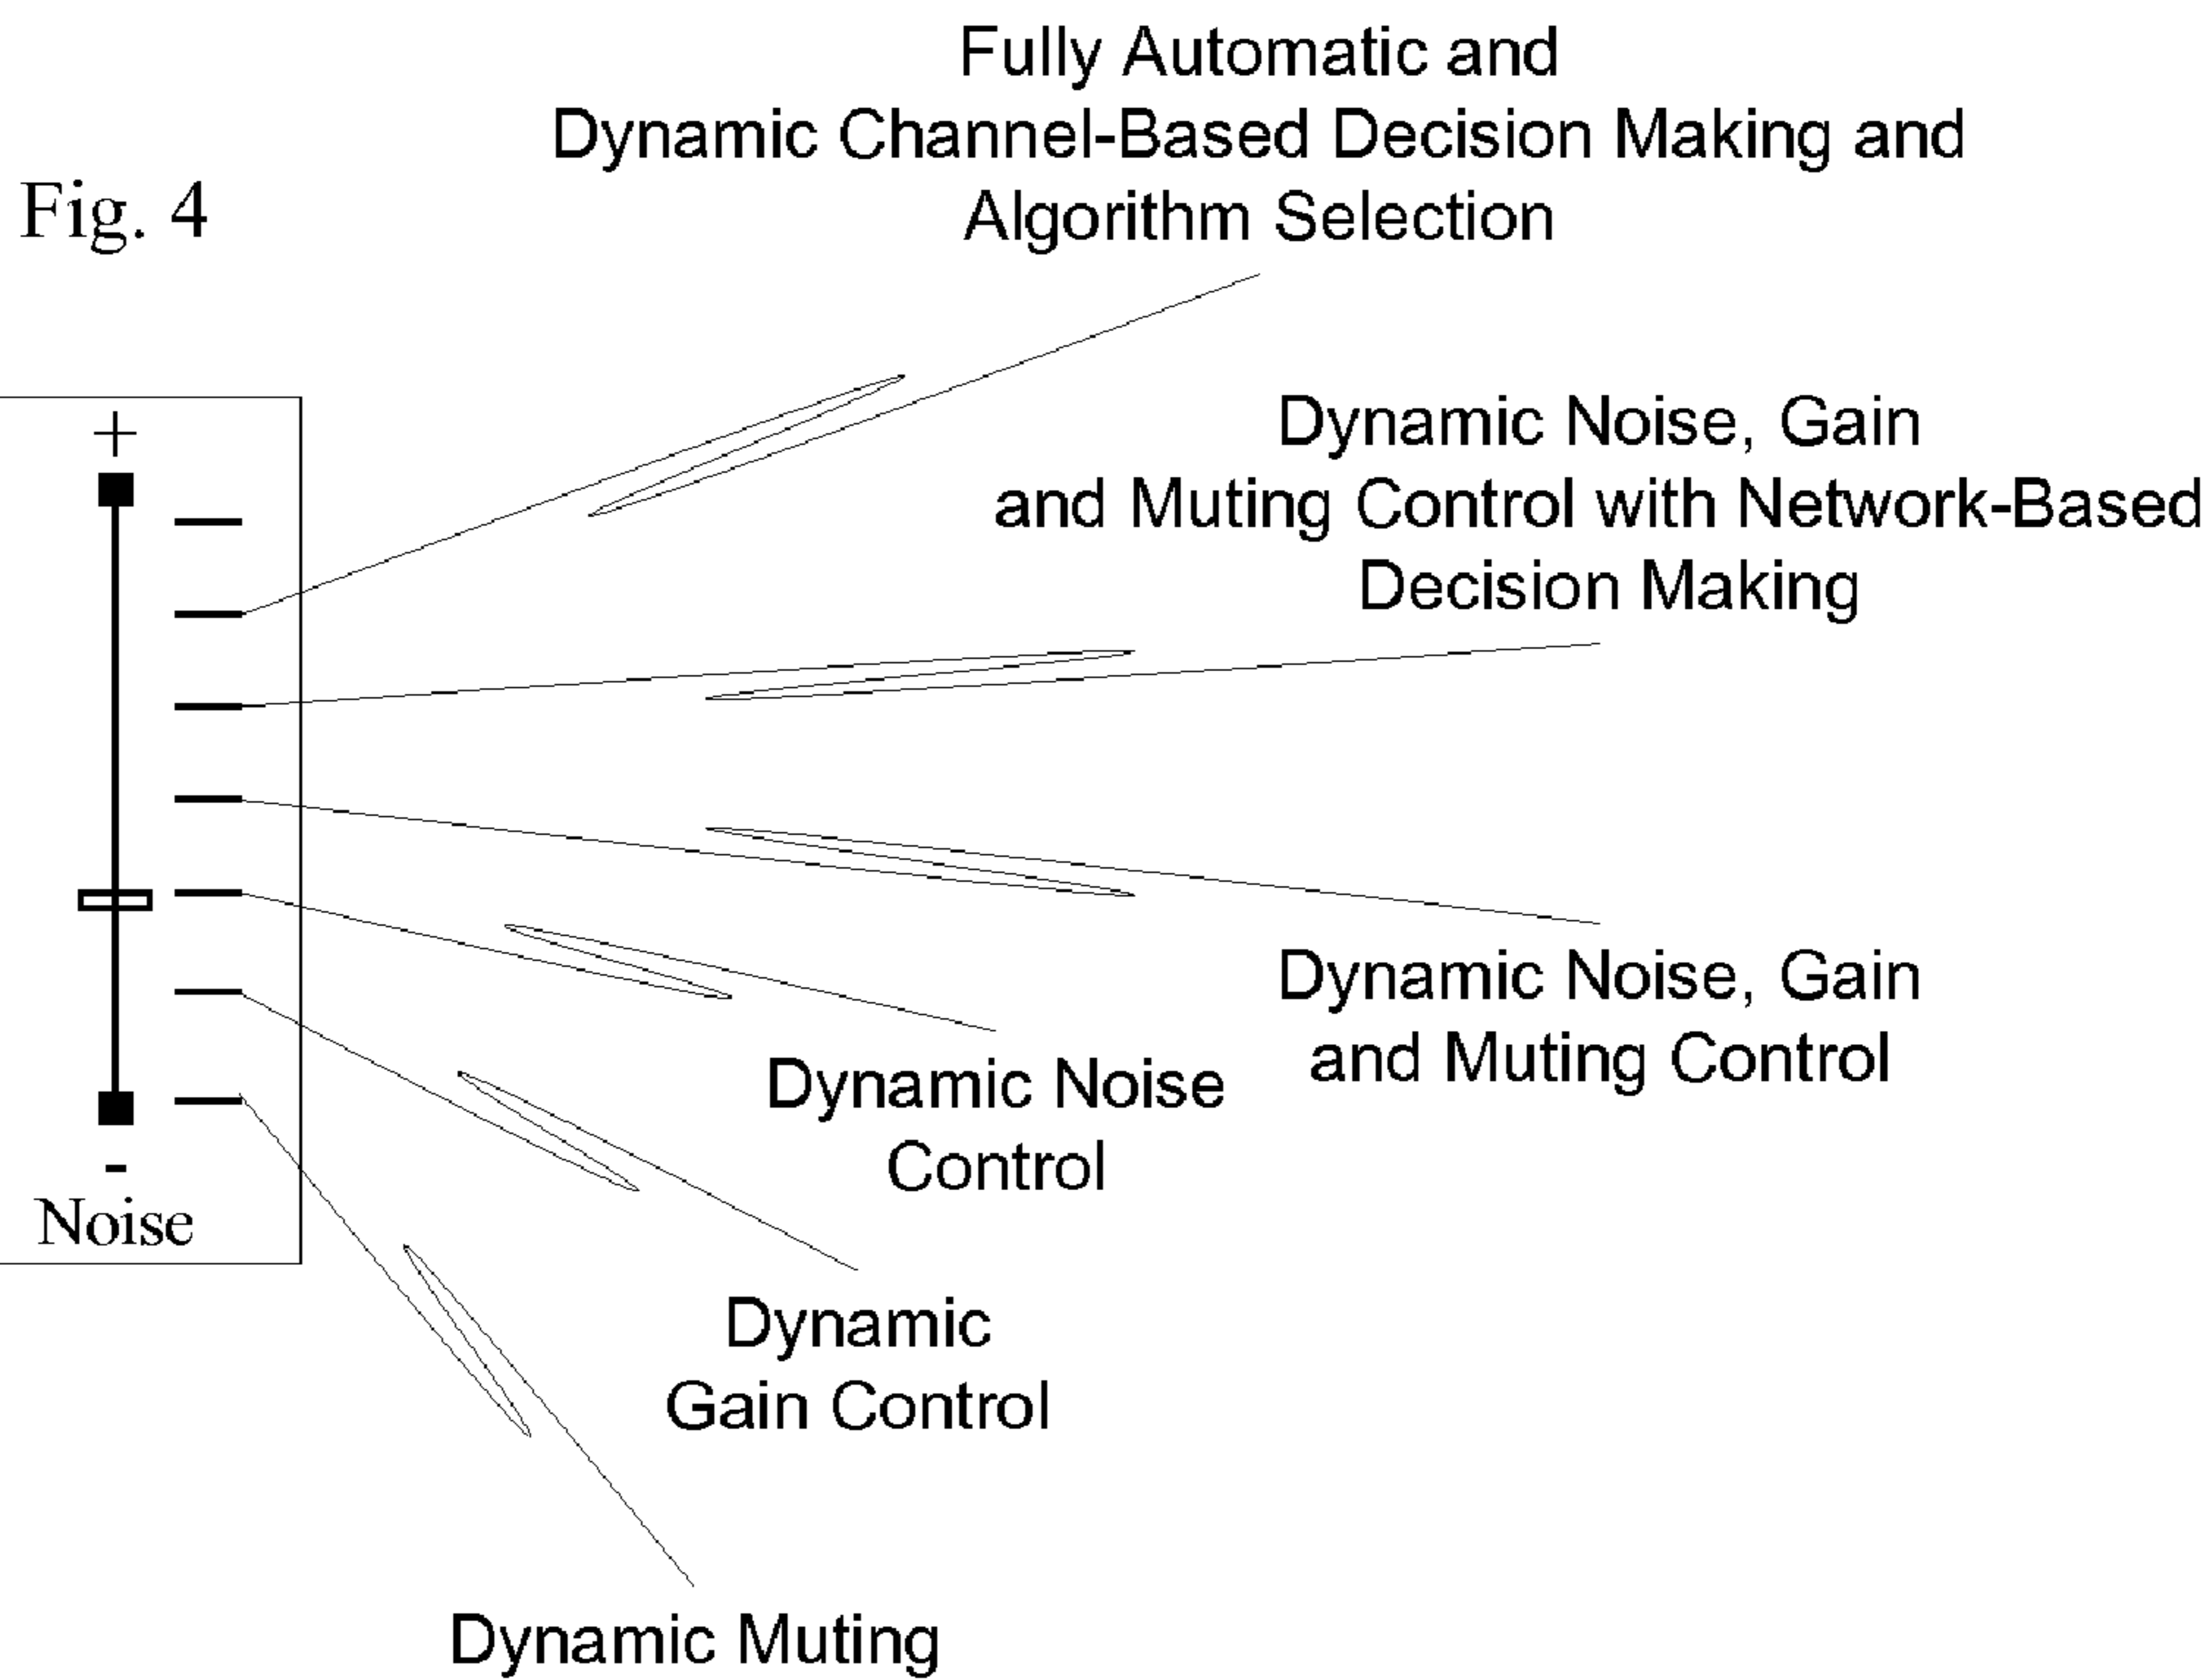 Fully Automatic and
Dynamic Channel-Based Decision Making and
Algorithm Selection
Fig. 4
+
Dynamic Noise, Gain
and Muting Control with Network-Based
Decision Making
Dynamic Noise, Gain
and Muting Control
Dynamic Noise
Control
-
Noise
Dynamic
Gain Control
Dynamic Muting